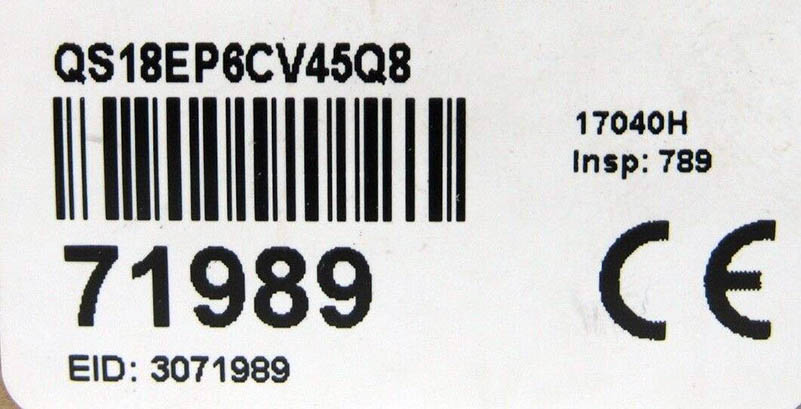 QS18EP6CV45Q8
17040H
Insp: 789
71989
CE
EID: 3071989